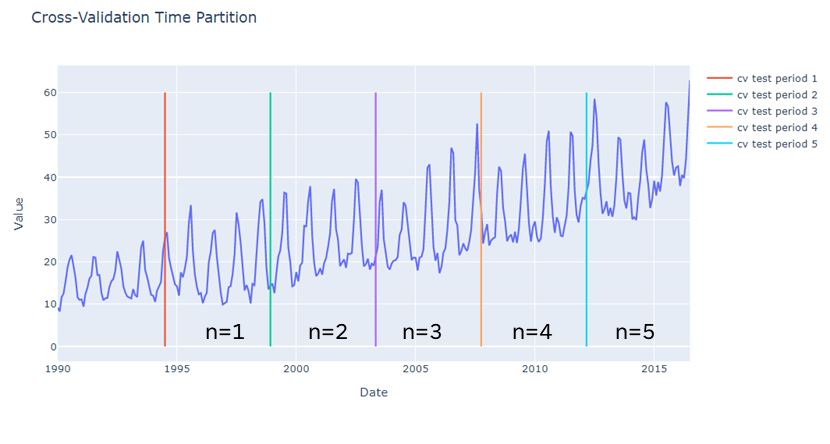 Cross-Validation Time Partition
cv test period 1
cv test period 2
cv test period 3
cv test period 4
cv test period 5
Value
60
50
40
30
20
10
0
n=1 n=2 n=3 n=4 n=5
1990 1995 2000 2005 2010 2015
Date